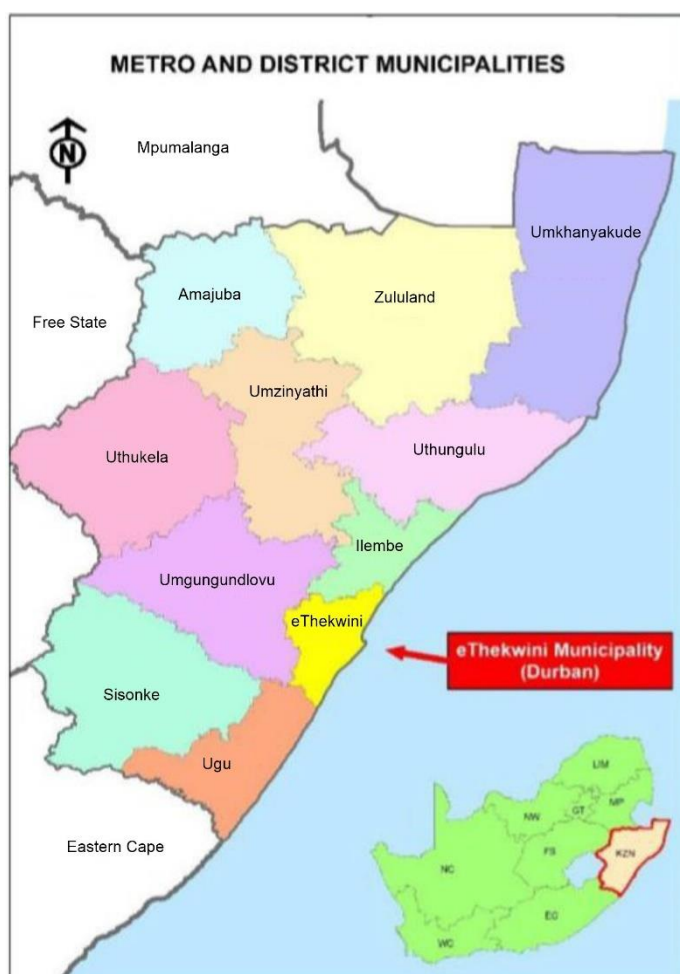 METRO AND DISTRICT MUNICIPALITIES
N
Mpumalanga
Umkhanyakude
Amajuba
Zululand
Free State
Umzinyathi
Uthukela
Uthungulu
Ilembe
Umgungundlovu
eThekwini
eThekwini Municipality
(Durban)
Sisonke
Ugu
Eastern Cape
LIM
MP
GT
NW
FS
KZN
NC
EC
WC